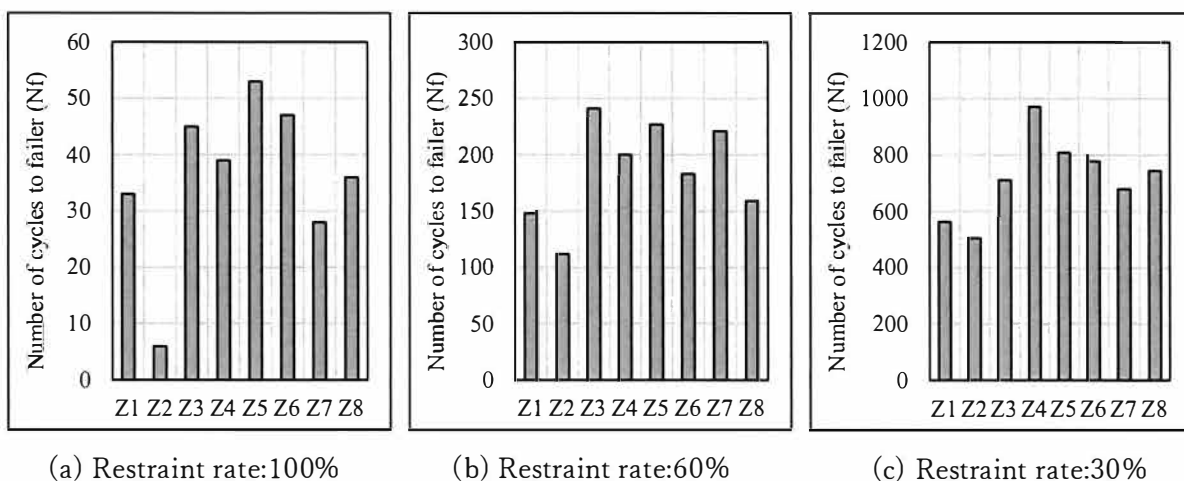 Number of cycles to failer (Nf)
60
50
40
30
20
10
0
Z1 Z2 Z3 Z4 Z5 Z6 Z7 Z8
(a) Restraint rate:100%
Number of cycles to failer (Nf)
300
250
200
150
100
50
0
Z1 Z2 Z3 Z4 Z5 Z6 Z7 Z8
(b) Restraint rate:60%
Number of cycles to failer (Nf)
1200
1000
800
600
400
200
0
Z1 Z2 Z3 Z4 Z5 Z6 Z7 Z8
(c) Restraint rate:30%